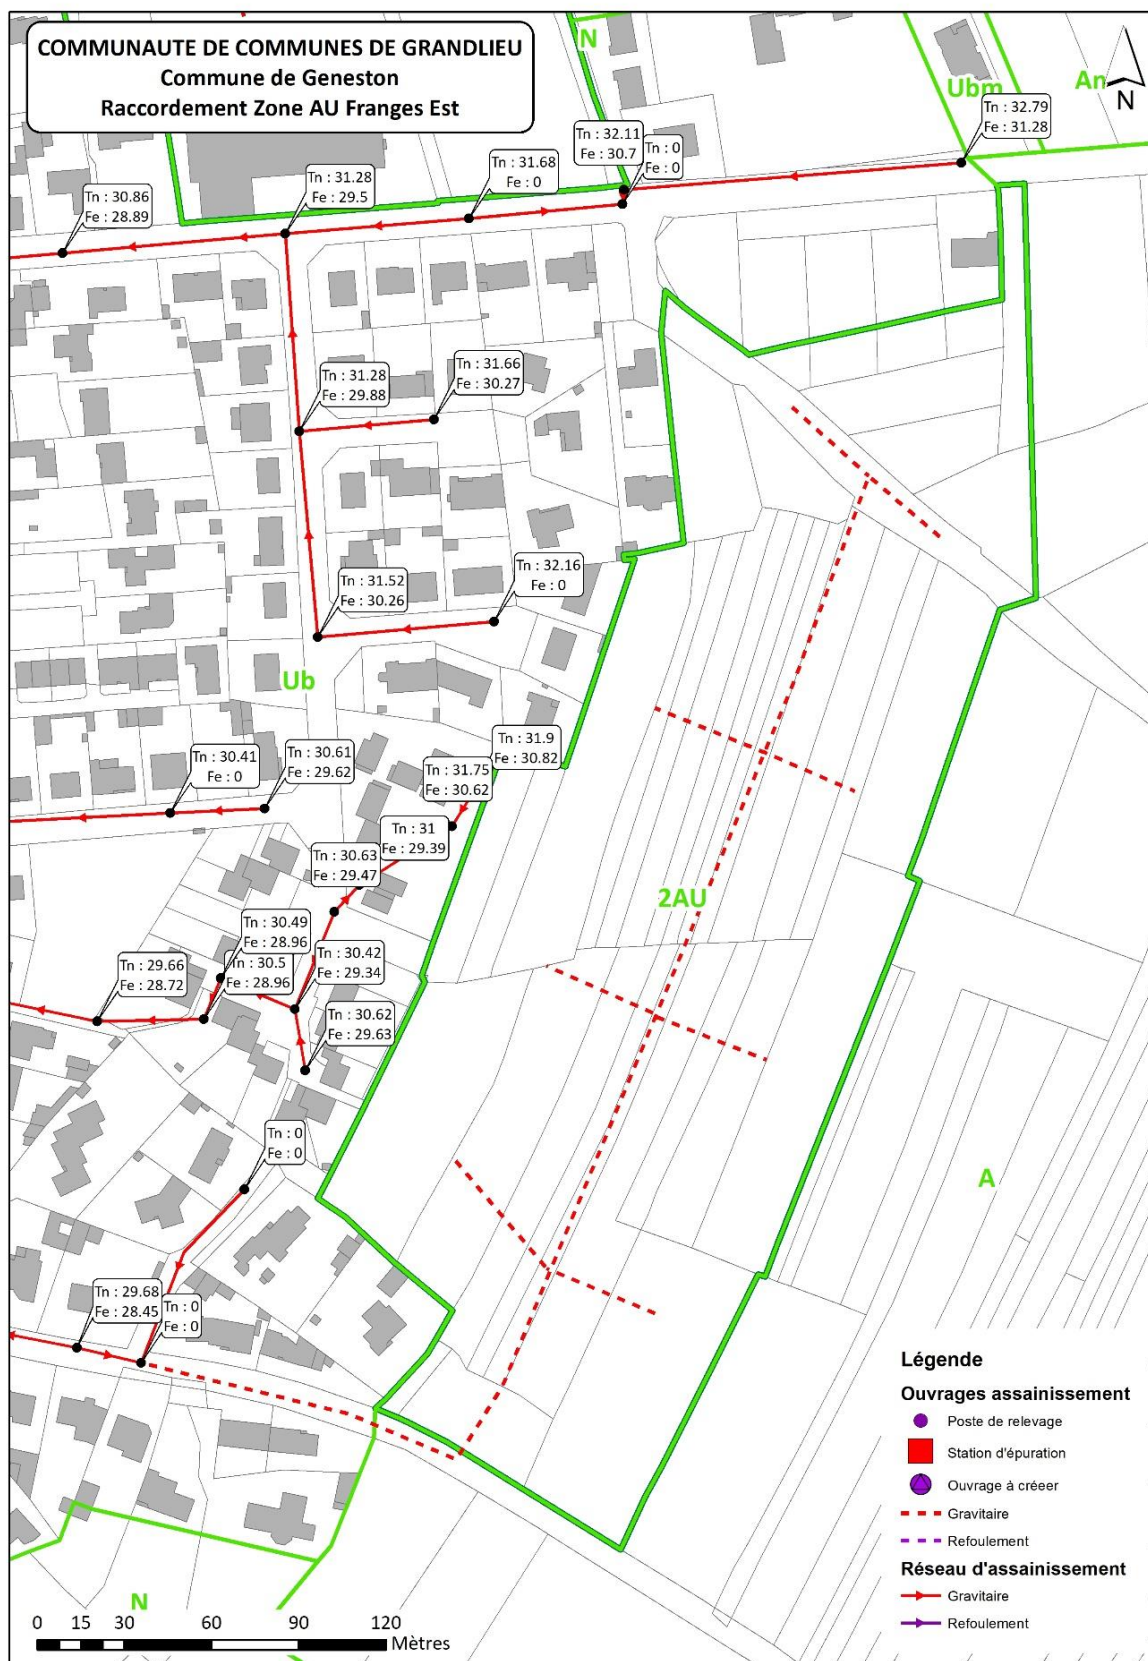 COMMUNAUTE DE COMMUNES DE GRANDLIEU
Commune de Geneston
Raccordement Zone AU Franges Est
N
Ubm
An
N
Tn : 32.79
Fe : 31.28
Tn : 32.11
Fe : 30.7
Tn : 0
Fe : 0
Tn : 31.68
Fe : 0
Tn : 31.28
Fe : 29.5
Tn : 30.86
Fe : 28.89
Tn : 31.66
Fe : 30.27
Tn : 31.28
Fe : 29.88
Tn : 32.16
Fe : 0
Tn : 31.52
Fe : 30.26
Ub
Tn : 31.9
Fe : 30.82
Tn : 30.41
Fe : 0
Tn : 30.61
Fe : 29.62
Tn : 31.75
Fe : 30.62
Tn : 31
Fe : 29.39
Tn : 30.63
Fe : 29.47
2AU
Tn : 30.49
Fe : 28.96
Tn : 30.5
Fe : 28.96
Tn : 30.42
Fe : 29.34
Tn : 29.66
Fe : 28.72
Tn : 30.62
Fe : 29.63
Tn : 0
Fe : 0
A
Tn : 29.68
Fe : 28.45
Tn : 0
Fe : 0
Légende
Ouvrages assainissement
Poste de relevage
Station d'épuration
Ouvrage à créeer
Gravitaire
Refoulement
Réseau d'assainissement
Gravitaire
Refoulement
N
0 15 30 60 90 120
Mètres